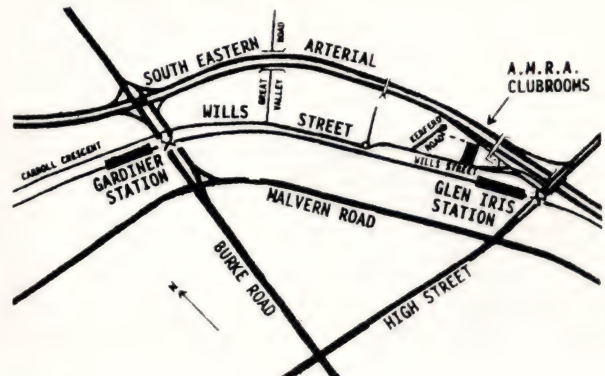 SOUTH EASTERN ARTERIAL
ROAD
GREAT
VALLEY
A.M.R.A.
CLUBROOMS
WILLS STREET
CARROLL CRESCENT
GARDINER
STATION
ROAD
WILLS STREET
GLEN IRIS
STATION
MALVERN ROAD
BURKE ROAD
HIGH STREET
N